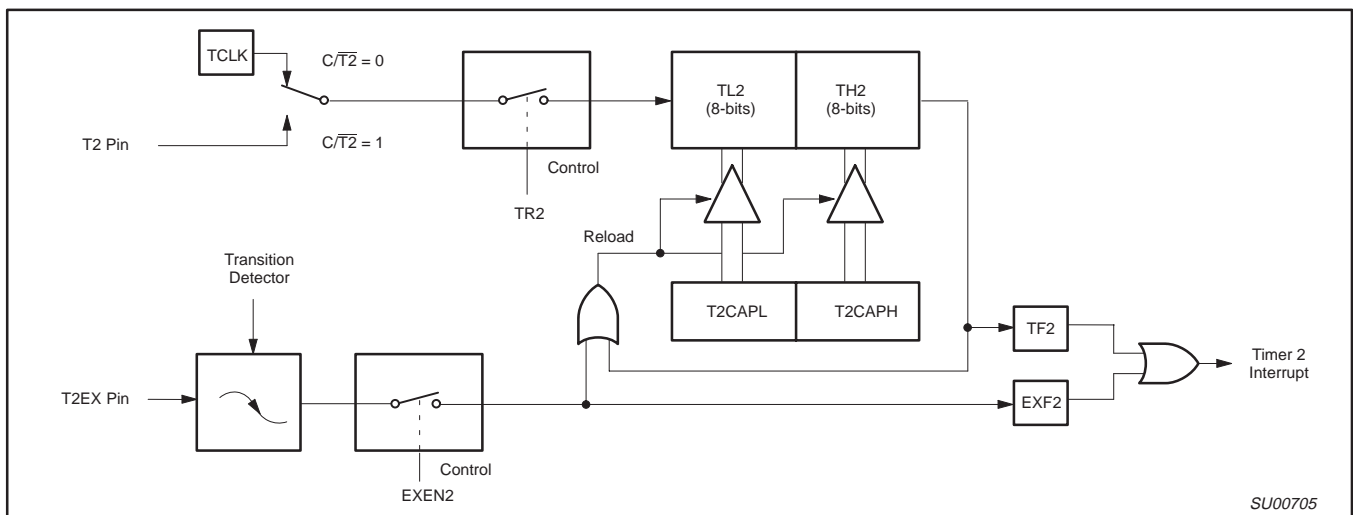 TCLK
C/T2 = 0
T2 Pin
C/T2 = 1
Control
TR2
TL2
(8-bits)
TH2
(8-bits)
Reload
Transition
Detector
T2CAPL
T2CAPH
TF2
Timer 2
Interrupt
T2EX Pin
EXF2
Control
EXEN2
SU00705